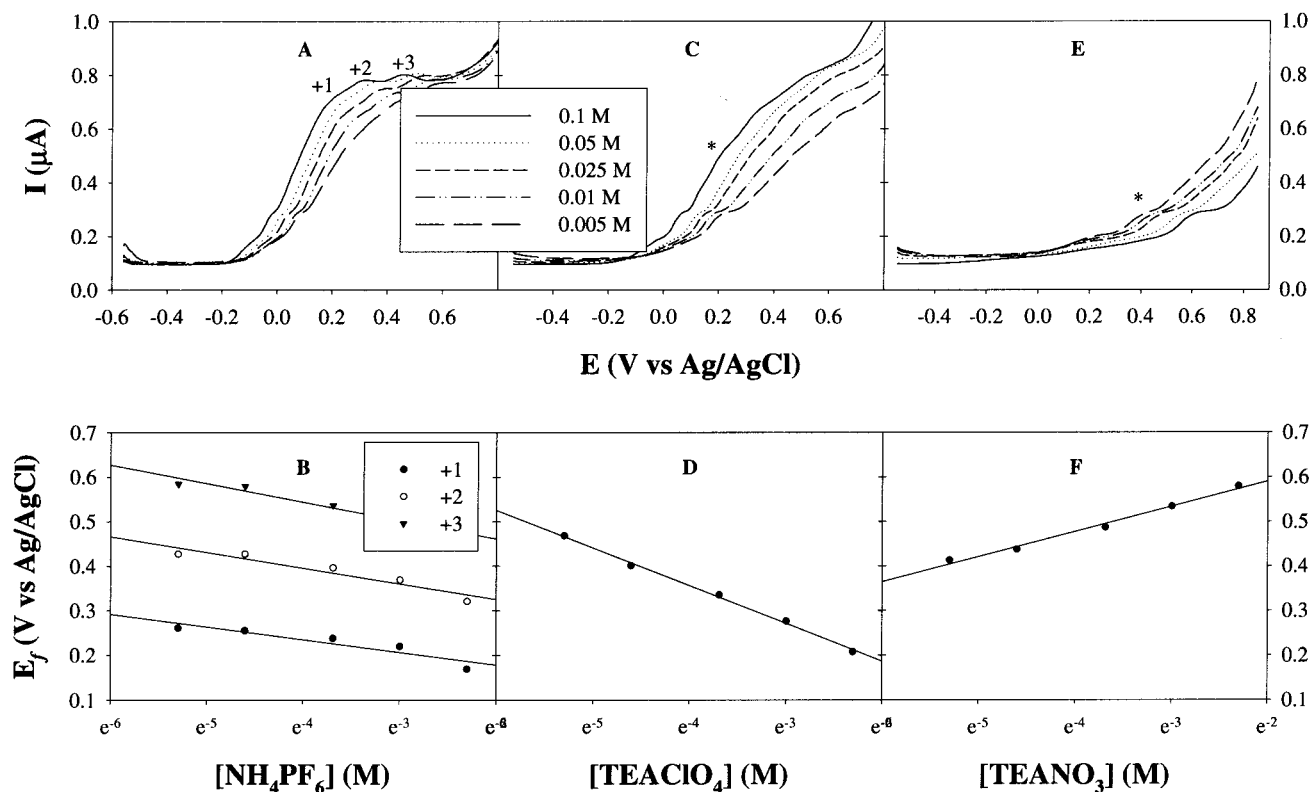 1.0
0.8
0.6
0.4
0.2
0.0
I (μA)
A
+1
+2
+3
C
*
E
*
0.1 M
0.05 M
0.025 M
0.01 M
0.005 M
1.0
0.8
0.6
0.4
0.2
0.0
-0.6 -0.4 -0.2 0.0 0.2 0.4 0.6
-0.4 -0.2 0.0 0.2 0.4 0.6
-0.4 -0.2 0.0 0.2 0.4 0.6 0.8
E (V vs Ag/AgCl)
0.7
0.6
0.5
0.4
0.3
0.2
0.1
E_f (V vs Ag/AgCl)
B
+1
+2
+3
D
F
0.7
0.6
0.5
0.4
0.3
0.2
0.1
e⁻⁶ e⁻⁵ e⁻⁴ e⁻³
e⁻⁵ e⁻⁴ e⁻³
e⁻⁵ e⁻⁴ e⁻³ e⁻²
[NH₄PF₆] (M)
[TEAClO₄] (M)
[TEANO₃] (M)